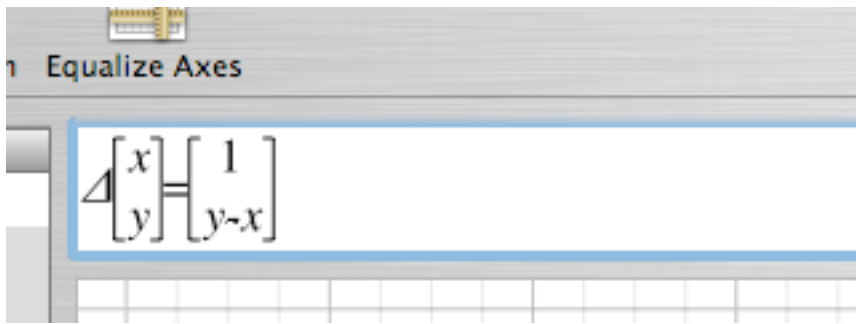 n Equalize Axes
Δ[x y]=[1 y-x]